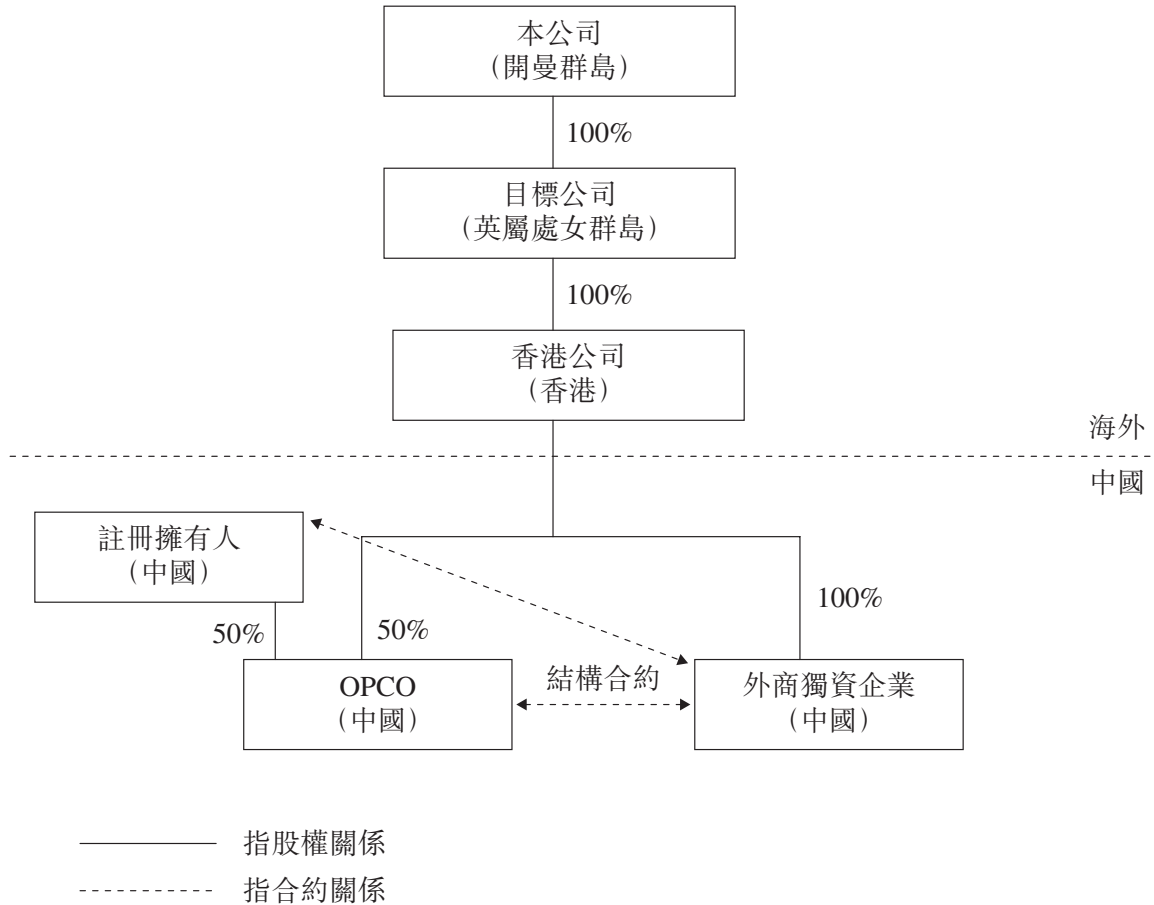 本公司
（開曼群島）
100%
目標公司
（英屬處女群島）
100%
香港公司
（香港）
海外
中國
註冊擁有人
（中國）
100%
50%
50%
OPCO
（中國）
結構合約
外商獨資企業
（中國）
指股權關係
指合約關係